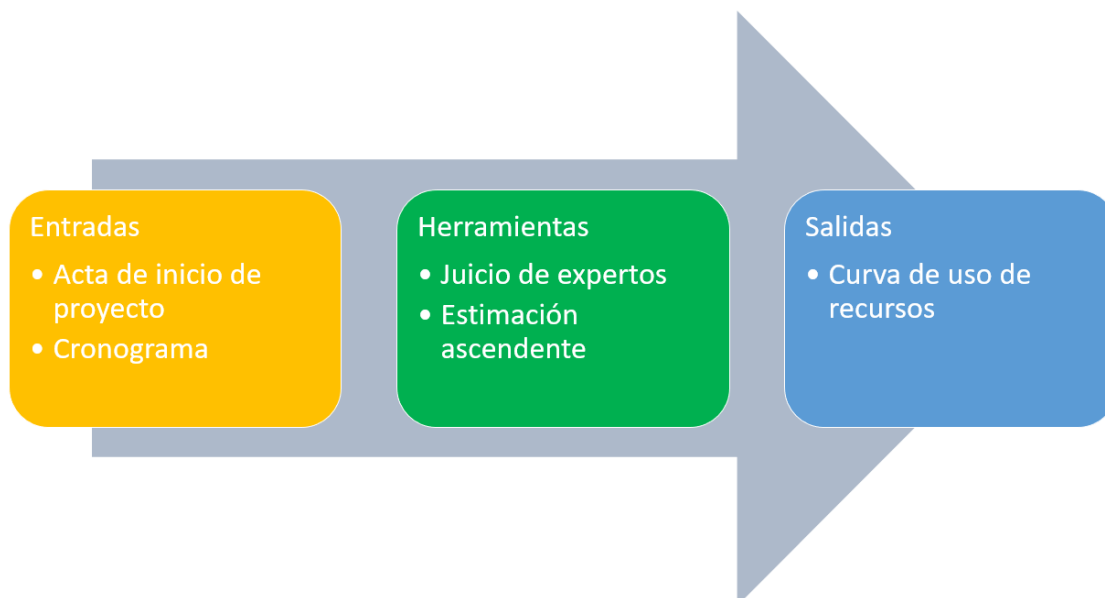 Entradas
• Acta de inicio de
proyecto
• Cronograma
Herramientas
• Juicio de expertos
• Estimación
ascendente
Salidas
• Curva de uso de
recursos